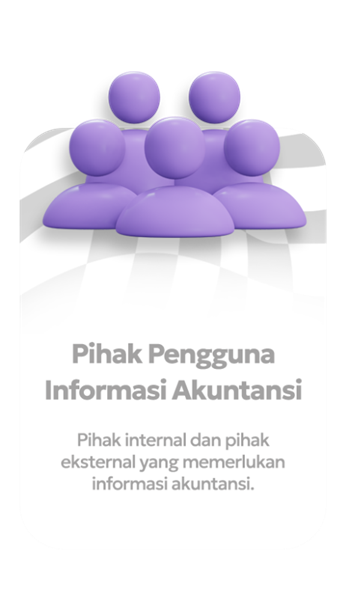 Pihak Pengguna
Informasi Akuntansi
Pihak internal dan pihak
eksternal yang memerlukan
informasi akuntansi.